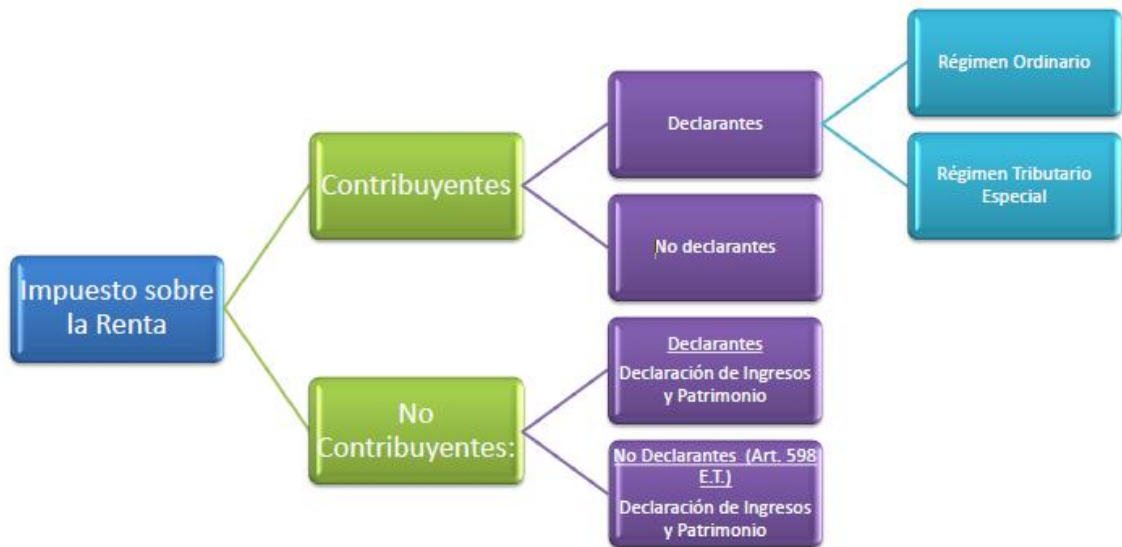 Impuesto sobre
la Renta
Contribuyentes
No
Contribuyentes:
Declarantes
No declarantes
Declarantes
Declaración de Ingresos
y Patrimonio
No Declarantes (Art. 598
E.T.)
Declaración de Ingresos
y Patrimonio
Régimen Ordinario
Régimen Tributario
Especial